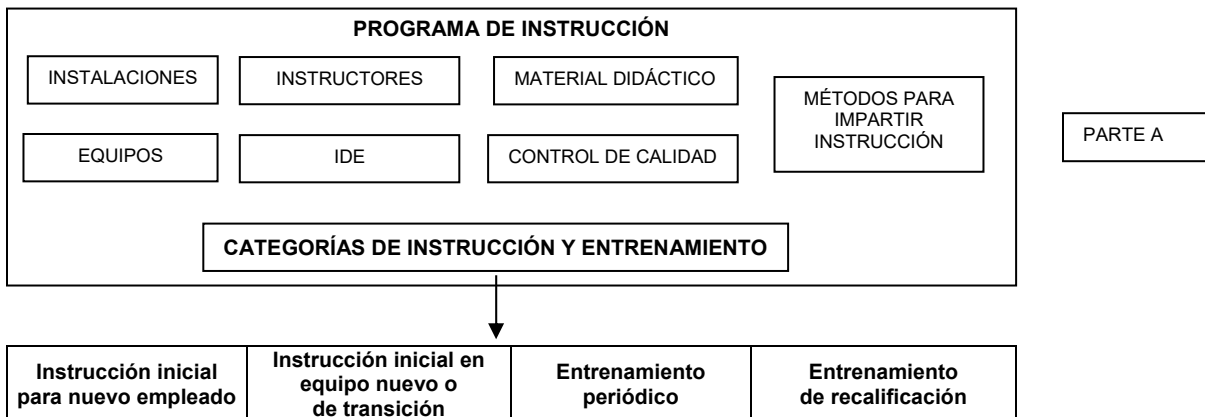 PROGRAMA DE INSTRUCCIÓN
INSTALACIONES
INSTRUCTORES
MATERIAL DIDÁCTICO
MÉTODOS PARA
IMPARTIR
INSTRUCCIÓN
PARTE A
EQUIPOS
IDE
CONTROL DE CALIDAD
CATEGORÍAS DE INSTRUCCIÓN Y ENTRENAMIENTO
Instrucción inicial
para nuevo empleado
Instrucción inicial en
equipo nuevo o
de transición
Entrenamiento
periódico
Entrenamiento
de recalificación